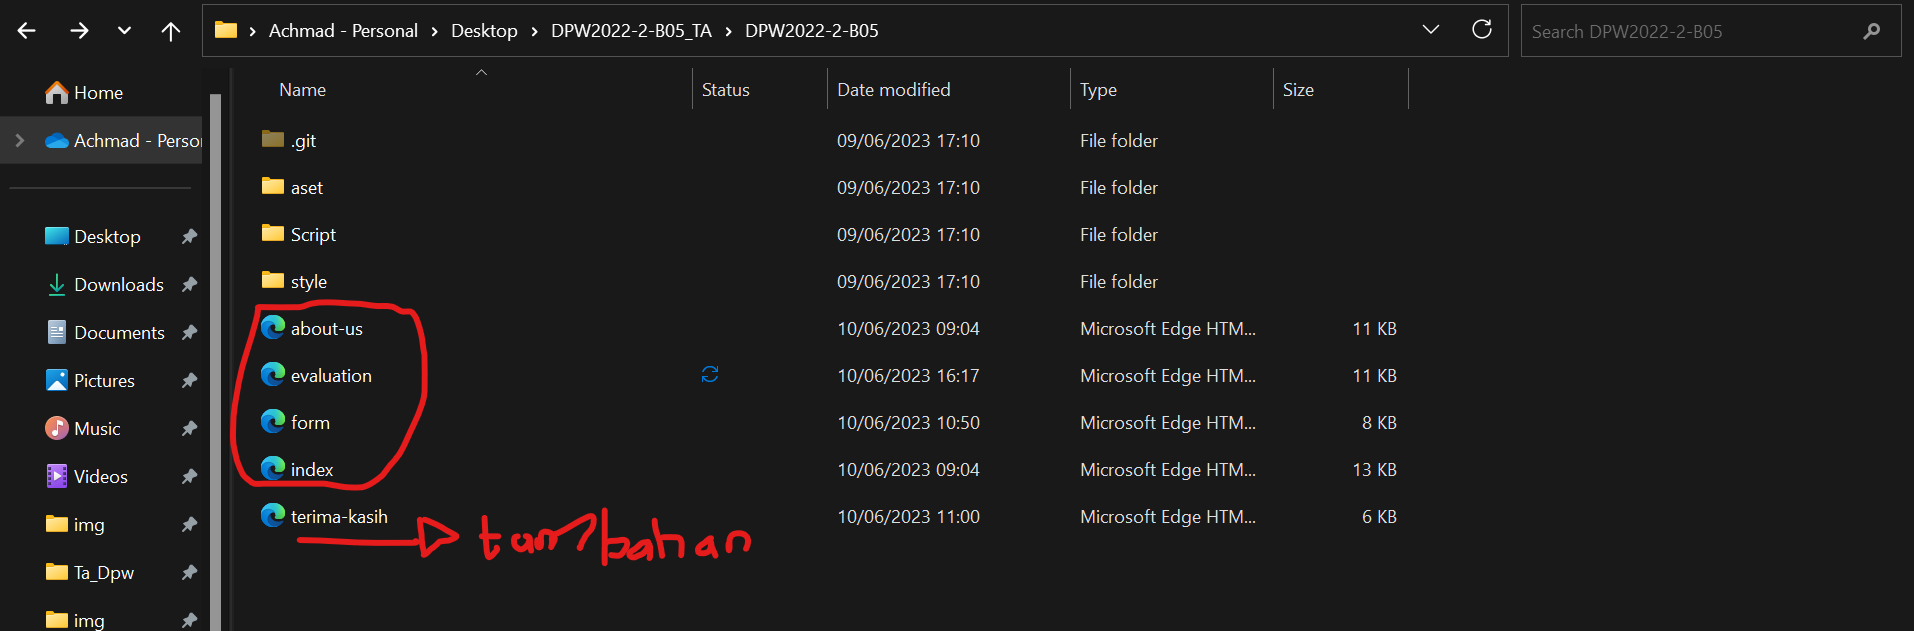 Achmad - Personal > Desktop > DPW2022-2-B05_TA > DPW2022-2-B05
Search DPW2022-2-B05
Home
Achmad - Perso
Desktop
Downloads
Documents
Pictures
Music
Videos
img
Ta_Dpw
img
Name Status Date modified Type Size
.git 09/06/2023 17:10 File folder
aset 09/06/2023 17:10 File folder
Script 09/06/2023 17:10 File folder
style 09/06/2023 17:10 File folder
about-us 10/06/2023 09:04 Microsoft Edge HTM... 11 KB
evaluation 10/06/2023 16:17 Microsoft Edge HTM... 11 KB
form 10/06/2023 10:50 Microsoft Edge HTM... 8 KB
index 10/06/2023 09:04 Microsoft Edge HTM... 13 KB
terima-kasih 10/06/2023 11:00 Microsoft Edge HTM... 6 KB
tambahan